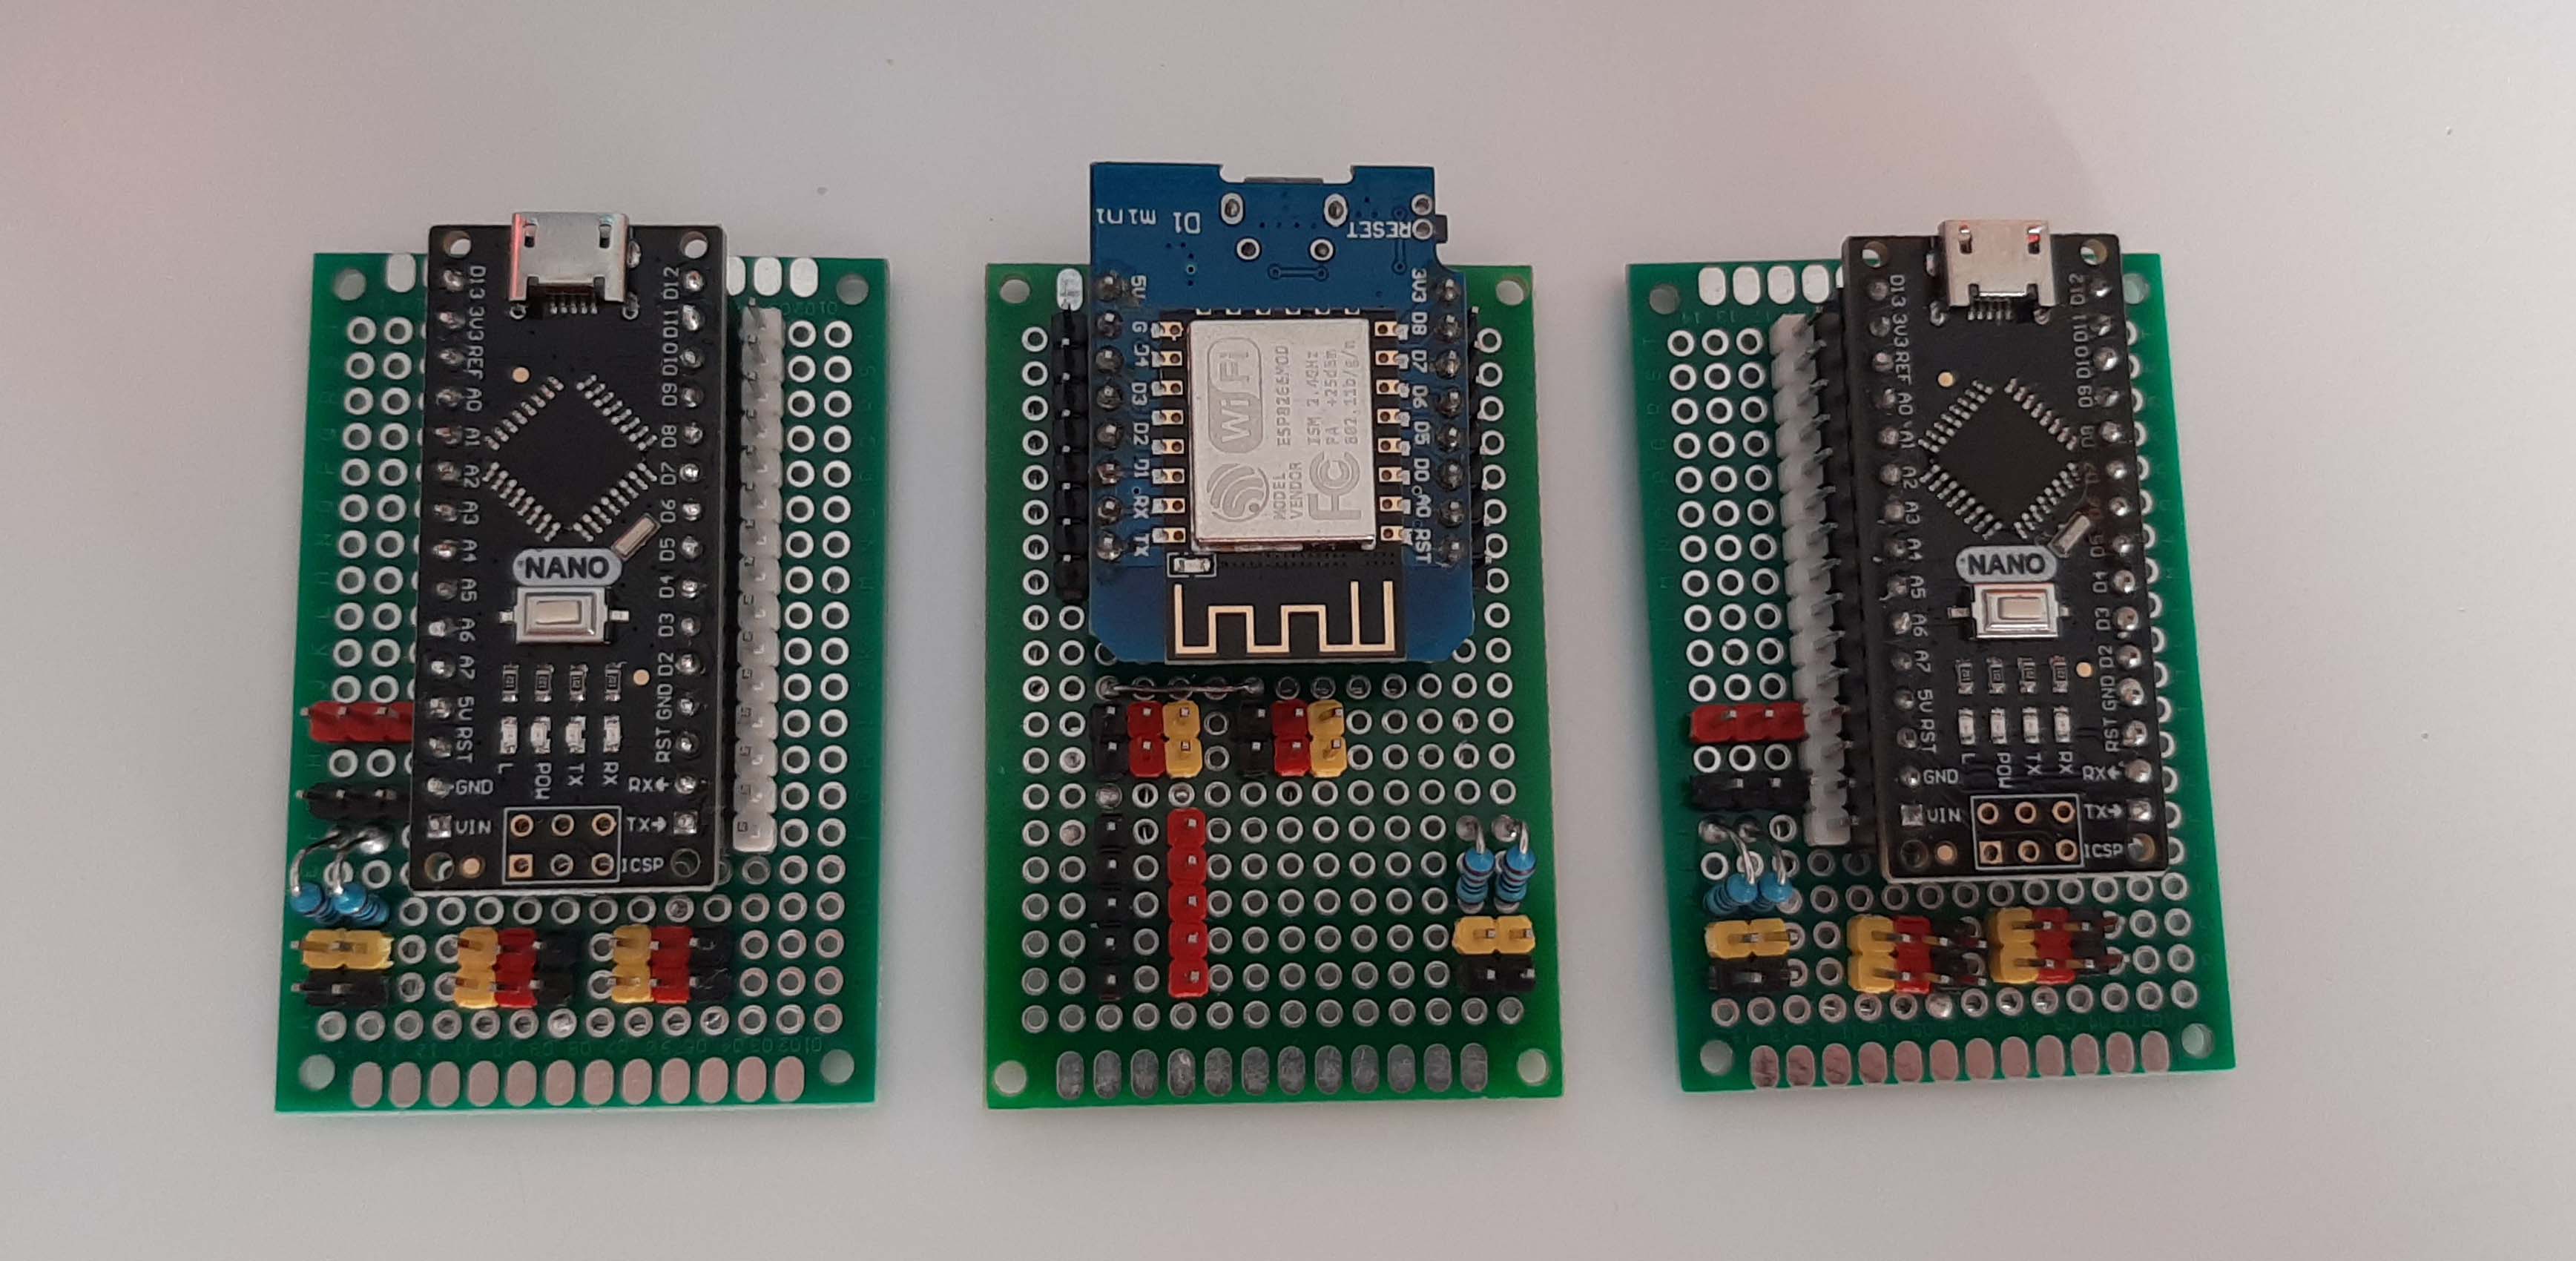 D13
3V3
REF
A0
A1
A2
A3
A4
A5
A6
A7
5V
RST
GND
VIN
D12
D11
D10
D9
D8
D7
D6
D5
D4
D3
D2
GND
RST
RX
TX
NANO
L
POW
TX
RX
ICSP
D1 mini
RESET
5V
G
D4
D3
D2
D1
RX
TX
3V3
D8
D7
D6
D5
D0
A0
RST
WiFi
MODEL ESP8266MOD
VENDOR
ISM 2.4GHz
PA +25dBm
802.11b/g/n
FC
D13
3V3
REF
A0
A1
A2
A3
A4
A5
A6
A7
5V
RST
GND
VIN
D12
D11
D10
D9
D8
D7
D6
D5
D4
D3
D2
GND
RST
RX
TX
NANO
L
POW
TX
RX
ICSP